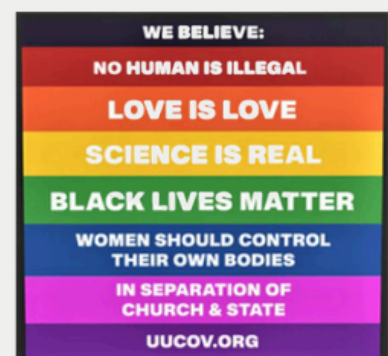 WE BELIEVE:
NO HUMAN IS ILLEGAL
LOVE IS LOVE
SCIENCE IS REAL
BLACK LIVES MATTER
WOMEN SHOULD CONTROL
THEIR OWN BODIES
IN SEPARATION OF
CHURCH & STATE
UUCOV.ORG